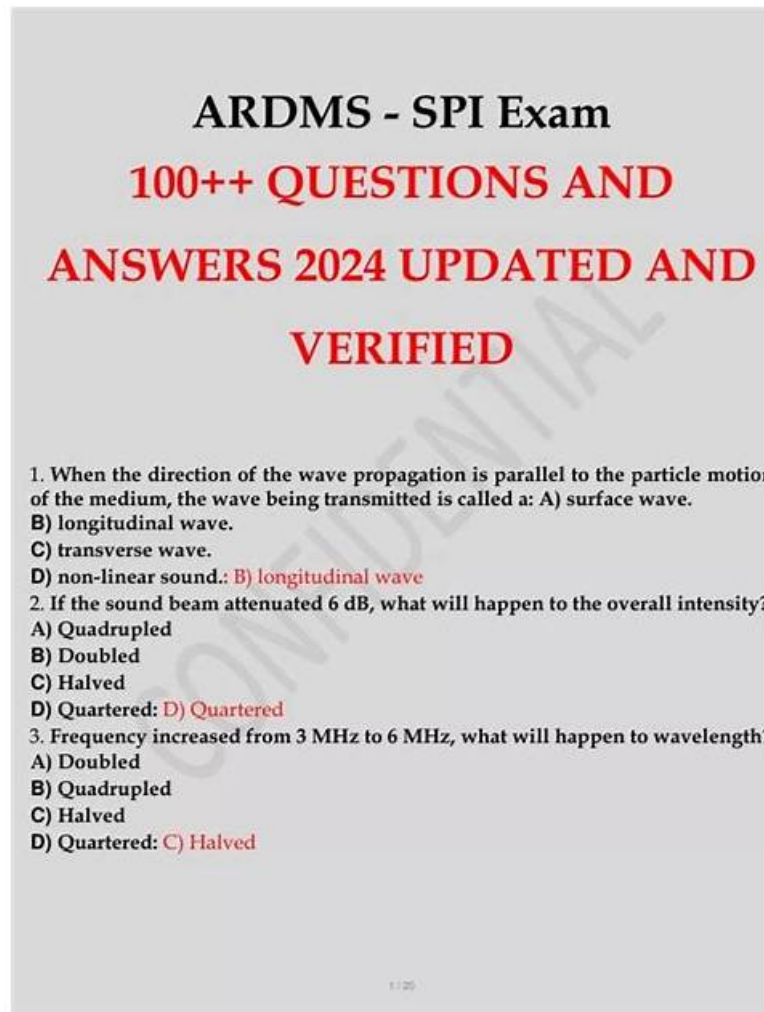 ARDMS - SPI Exam
100++ QUESTIONS AND
ANSWERS 2024 UPDATED AND
VERIFIED
CONFIDENTIAL
1. When the direction of the wave propagation is parallel to the particle motion
of the medium, the wave being transmitted is called a: A) surface wave.
B) longitudinal wave.
C) transverse wave.
D) non-linear sound.: B) longitudinal wave
2. If the sound beam attenuated 6 dB, what will happen to the overall intensity?
A) Quadrupled
B) Doubled
C) Halved
D) Quartered: D) Quartered
3. Frequency increased from 3 MHz to 6 MHz, what will happen to wavelength?
A) Doubled
B) Quadrupled
C) Halved
D) Quartered: C) Halved
1 / 20